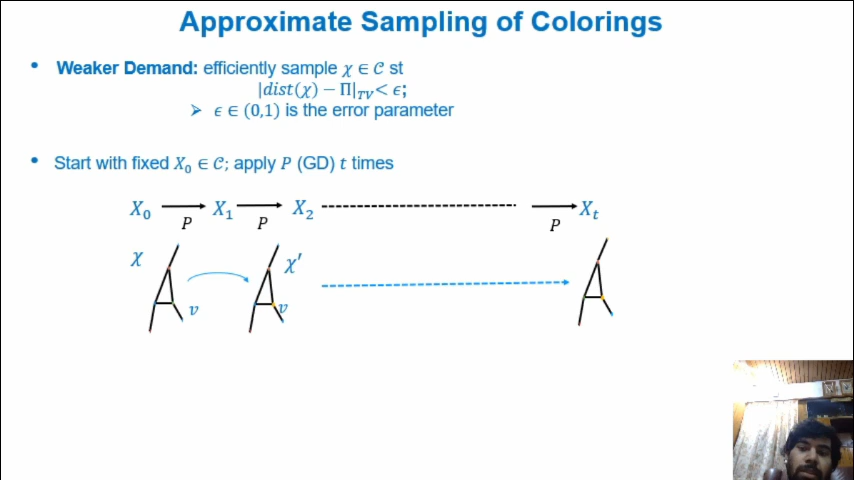 Approximate Sampling of Colorings
• Weaker Demand: efficiently sample χ ∈ 𝒞 st
|dist(χ) − Π|_TV < ϵ;
➢ ϵ ∈ (0,1) is the error parameter
• Start with fixed X₀ ∈ 𝒞; apply P (GD) t times
X₀ X₁ X₂ Xₜ
P P P
χ χ′
v v